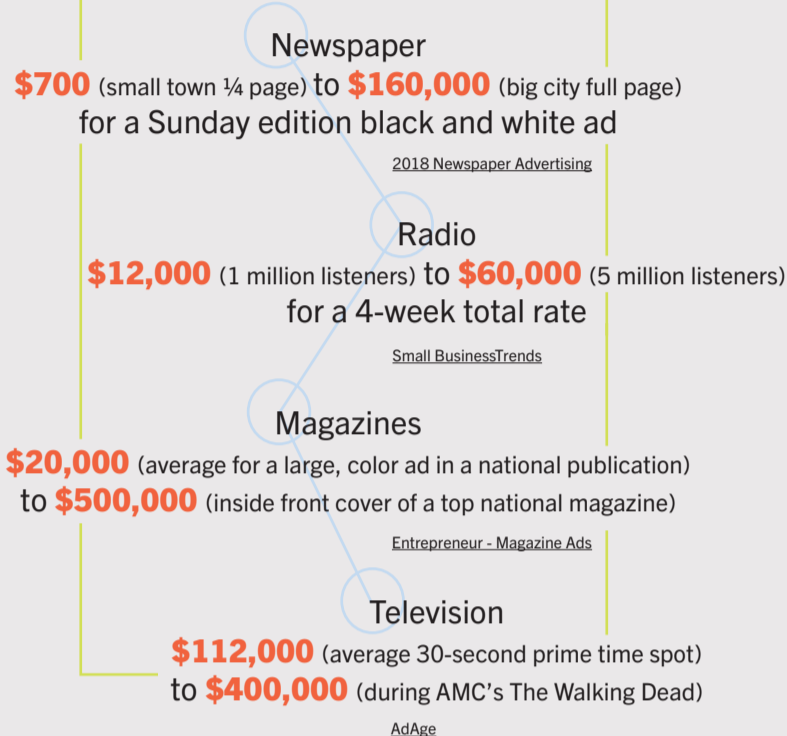 Newspaper
$700 (small town ¼ page) to $160,000 (big city full page)
for a Sunday edition black and white ad
2018 Newspaper Advertising
Radio
$12,000 (1 million listeners) to $60,000 (5 million listeners)
for a 4-week total rate
Small BusinessTrends
Magazines
$20,000 (average for a large, color ad in a national publication)
to $500,000 (inside front cover of a top national magazine)
Entrepreneur - Magazine Ads
Television
$112,000 (average 30-second prime time spot)
to $400,000 (during AMC's The Walking Dead)
AdAge